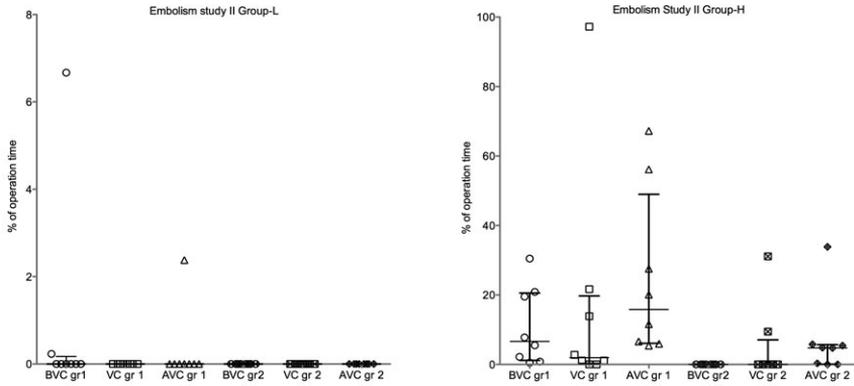 Embolism study II Group-L
8
6
4
2
0
% of operation time
BVC gr1 VC gr 1 AVC gr 1 BVC gr2 VC gr 2 AVC gr 2
Embolism Study II Group-H
100
80
60
40
20
0
% of operation time
BVC gr1 VC gr 1 AVC gr 1 BVC gr2 VC gr 2 AVC gr 2